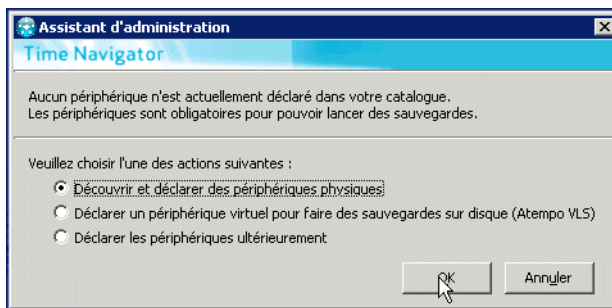 Assistant d'administration
Time Navigator
Aucun périphérique n'est actuellement déclaré dans votre catalogue.
Les périphériques sont obligatoires pour pouvoir lancer des sauvegardes.
Veuillez choisir l'une des actions suivantes :
Découvrir et déclarer des périphériques physiques
Déclarer un périphérique virtuel pour faire des sauvegardes sur disque (Atempo VLS)
Déclarer les périphériques ultérieurement
OK Annuler